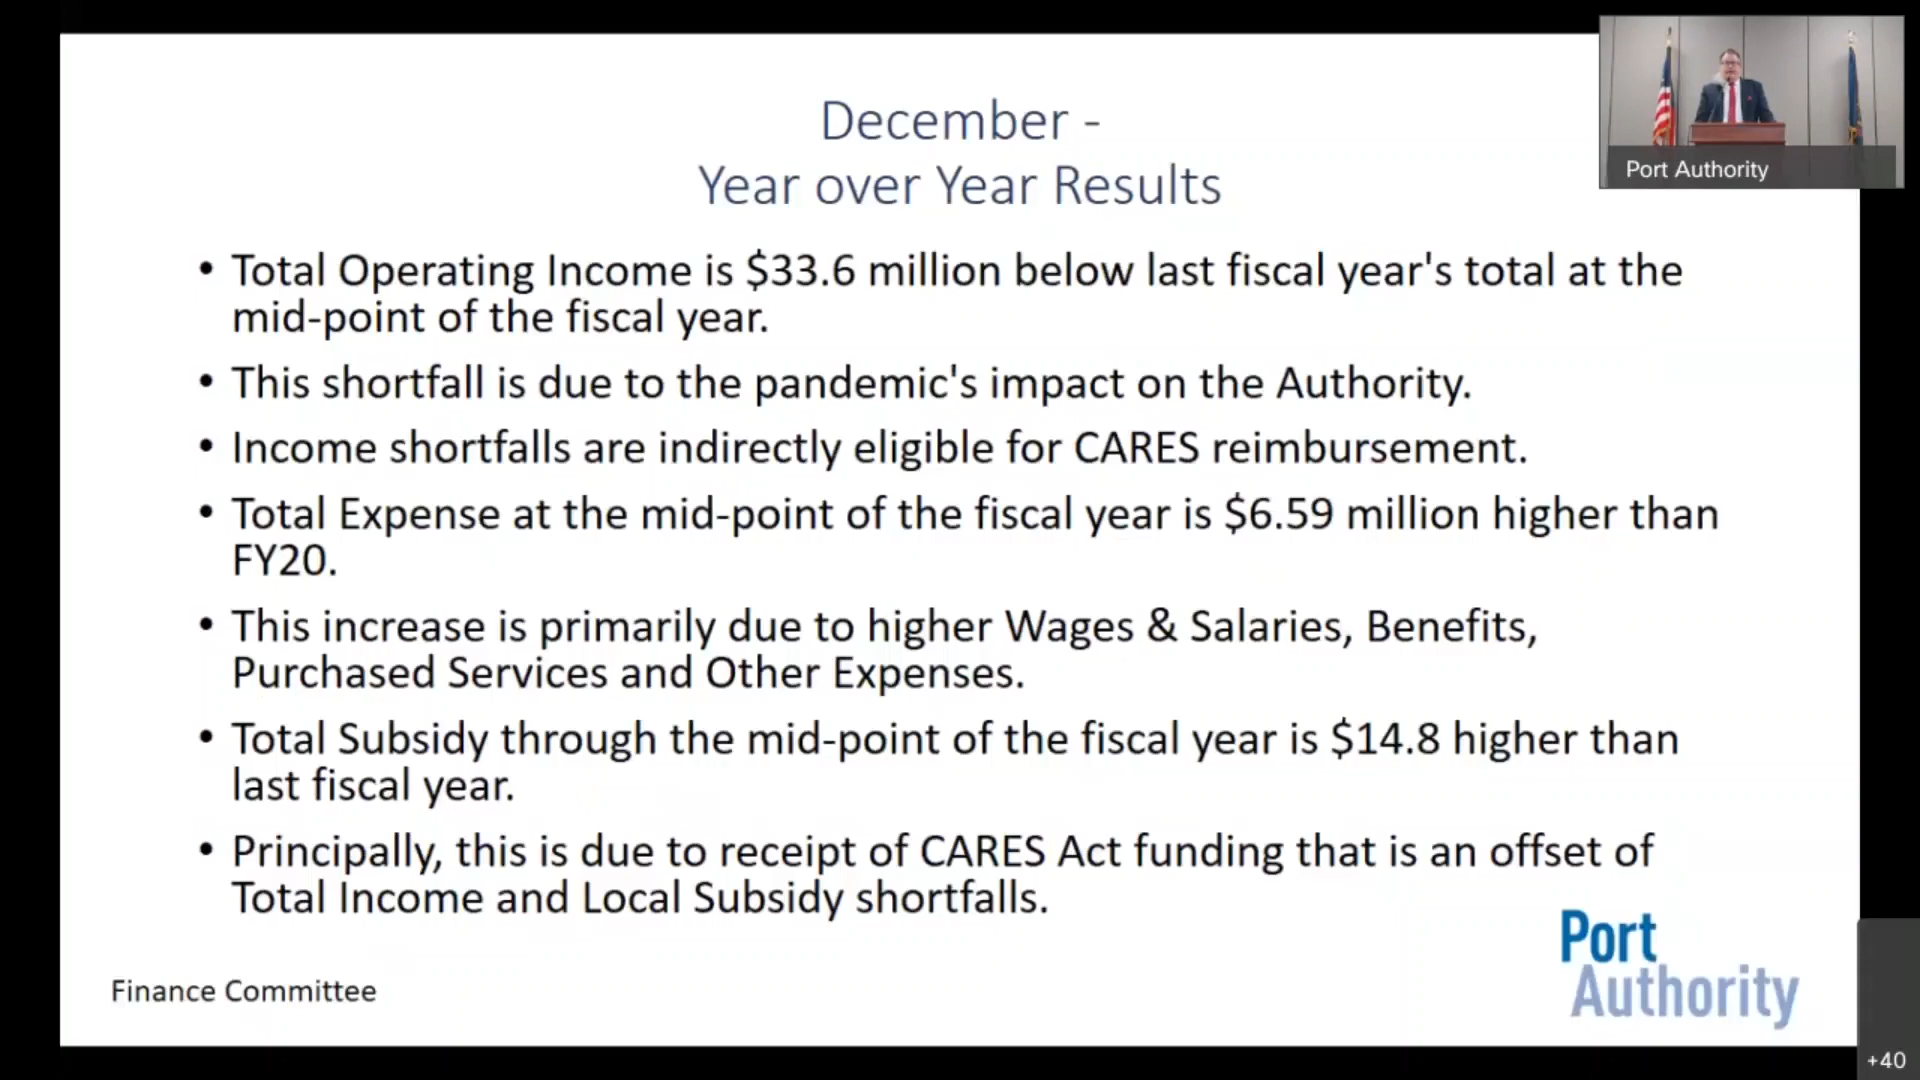 December -
Year over Year Results
Port Authority
• Total Operating Income is $33.6 million below last fiscal year's total at the
mid-point of the fiscal year.
• This shortfall is due to the pandemic's impact on the Authority.
• Income shortfalls are indirectly eligible for CARES reimbursement.
• Total Expense at the mid-point of the fiscal year is $6.59 million higher than
FY20.
• This increase is primarily due to higher Wages & Salaries, Benefits,
Purchased Services and Other Expenses.
• Total Subsidy through the mid-point of the fiscal year is $14.8 higher than
last fiscal year.
• Principally, this is due to receipt of CARES Act funding that is an offset of
Total Income and Local Subsidy shortfalls.
Finance Committee
Port
Authority
+40